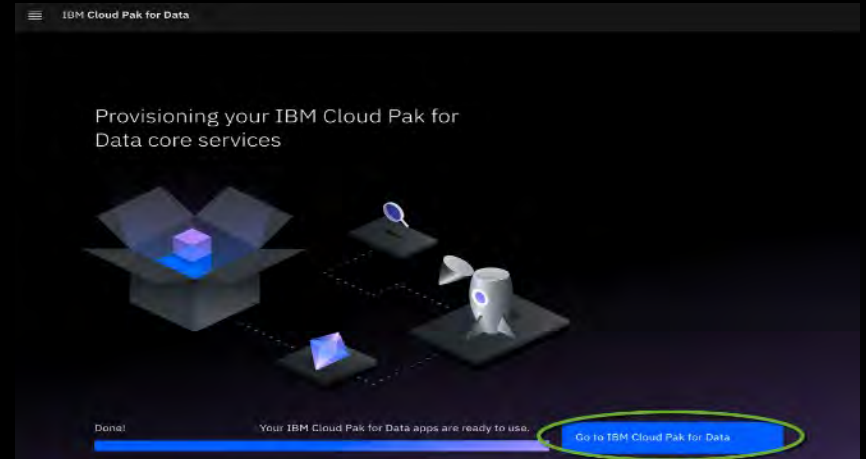 IBM Cloud Pak for Data
Provisioning your IBM Cloud Pak for
Data core services
Done! Your IBM Cloud Pak for Data apps are ready to use.
Go to IBM Cloud Pak for Data